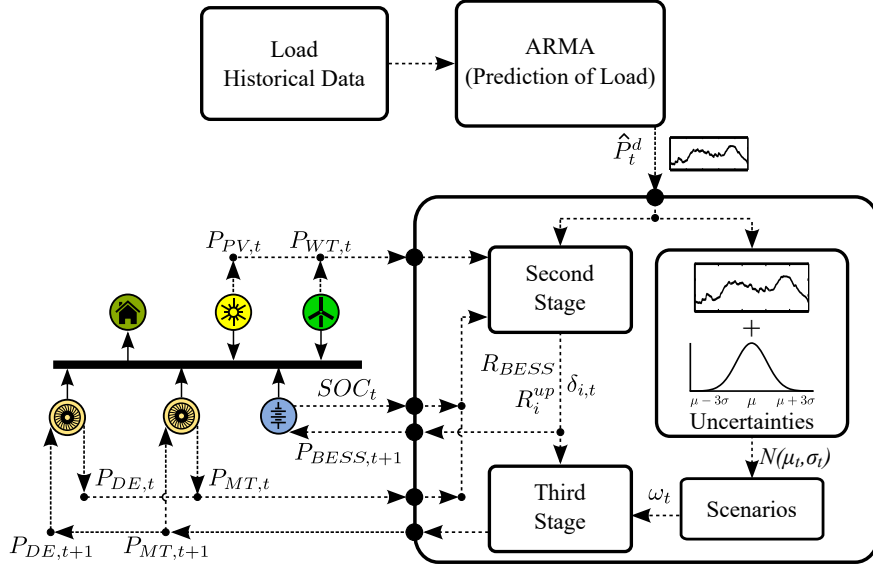 Load
Historical Data
ARMA
(Prediction of Load)
P̂_t^d
P_{PV,t}
P_{WT,t}
Second
Stage
+
μ − 3σ
μ
μ + 3σ
Uncertainties
R_{BESS}
R_i^{up}
δ_{i,t}
SOC_t
P_{BESS,t+1}
N(μ_t,σ_t)
P_{DE,t}
P_{MT,t}
Third
Stage
ω_t
Scenarios
P_{DE,t+1}
P_{MT,t+1}